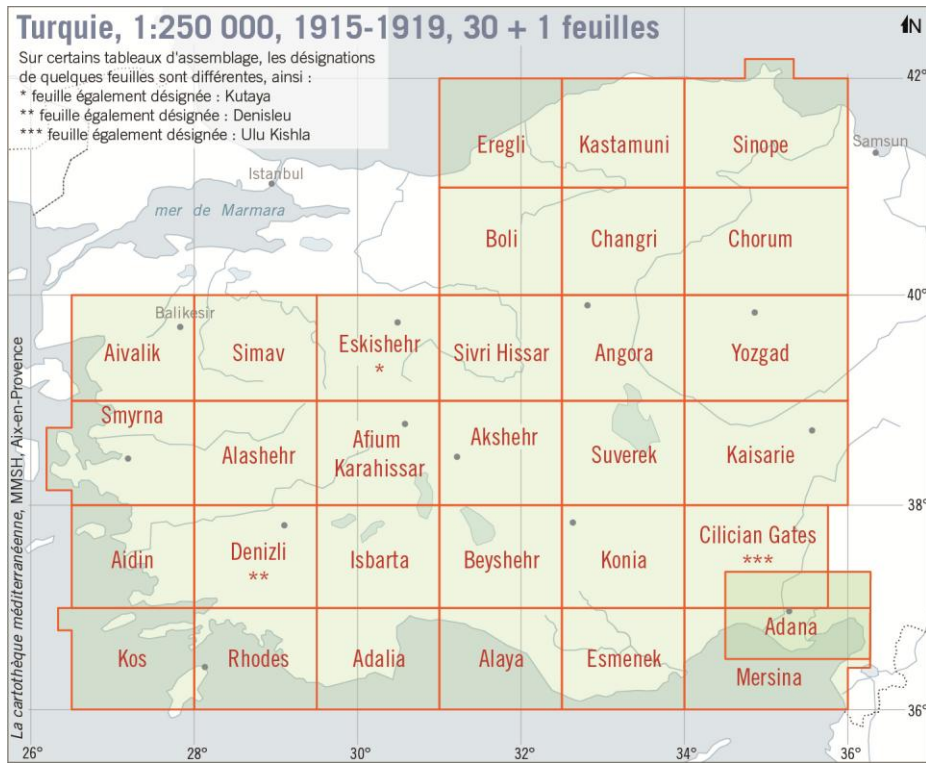 Turquie, 1:250 000, 1915-1919, 30 + 1 feuilles
N
Sur certains tableaux d'assemblage, les désignations
de quelques feuilles sont différentes, ainsi :
* feuille également désignée : Kutaya
** feuille également désignée : Denisleu
*** feuille également désignée : Ulu Kishla
42°
Eregli
Kastamuni
Sinope
Samsun
Istanbul
mer de Marmara
Boli
Changri
Chorum
40°
Balikesir
Aivalik
Simav
Eskishehr
*
Sivri Hissar
Angora
Yozgad
Smyrna
Alashehr
Afium
Karahissar
Akshehr
Suverek
Kaisarie
38°
Aidin
Denizli
**
Isbarta
Beyshehr
Konia
Cilician Gates
***
Adana
Kos
Rhodes
Adalia
Alaya
Esmenek
Mersina
36°
26°
28°
30°
32°
34°
36°
La cartothèque méditerranéenne, MMSH, Aix-en-Provence